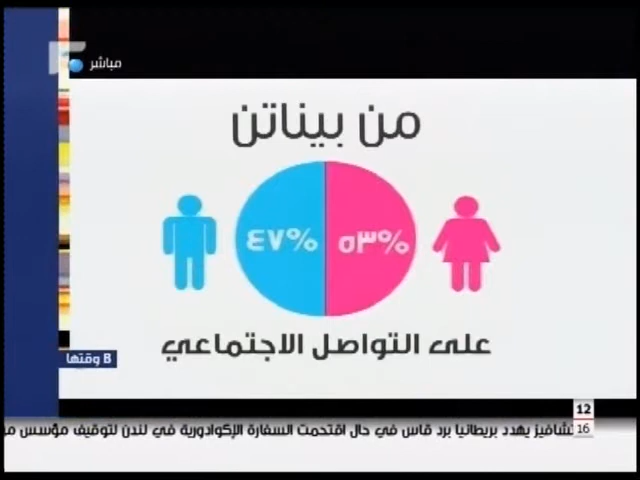 مباشر
من بيناتن
٤٧% ٥٣%
على التواصل الاجتماعي
B وقتها
12
16
تشافيز يهدد بريطانيا برد قاس في حال اقتحمت السفارة الإكوادورية في لندن لتوقيف مؤسس